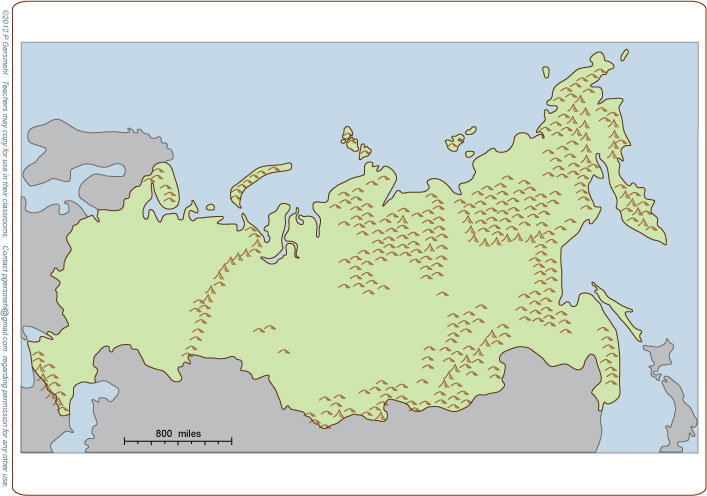 ©2012 P Gersmehl   Teachers may copy for use in their classrooms.   Contact pgersmehl@gmail.com   regarding permission for any other use.
800 miles